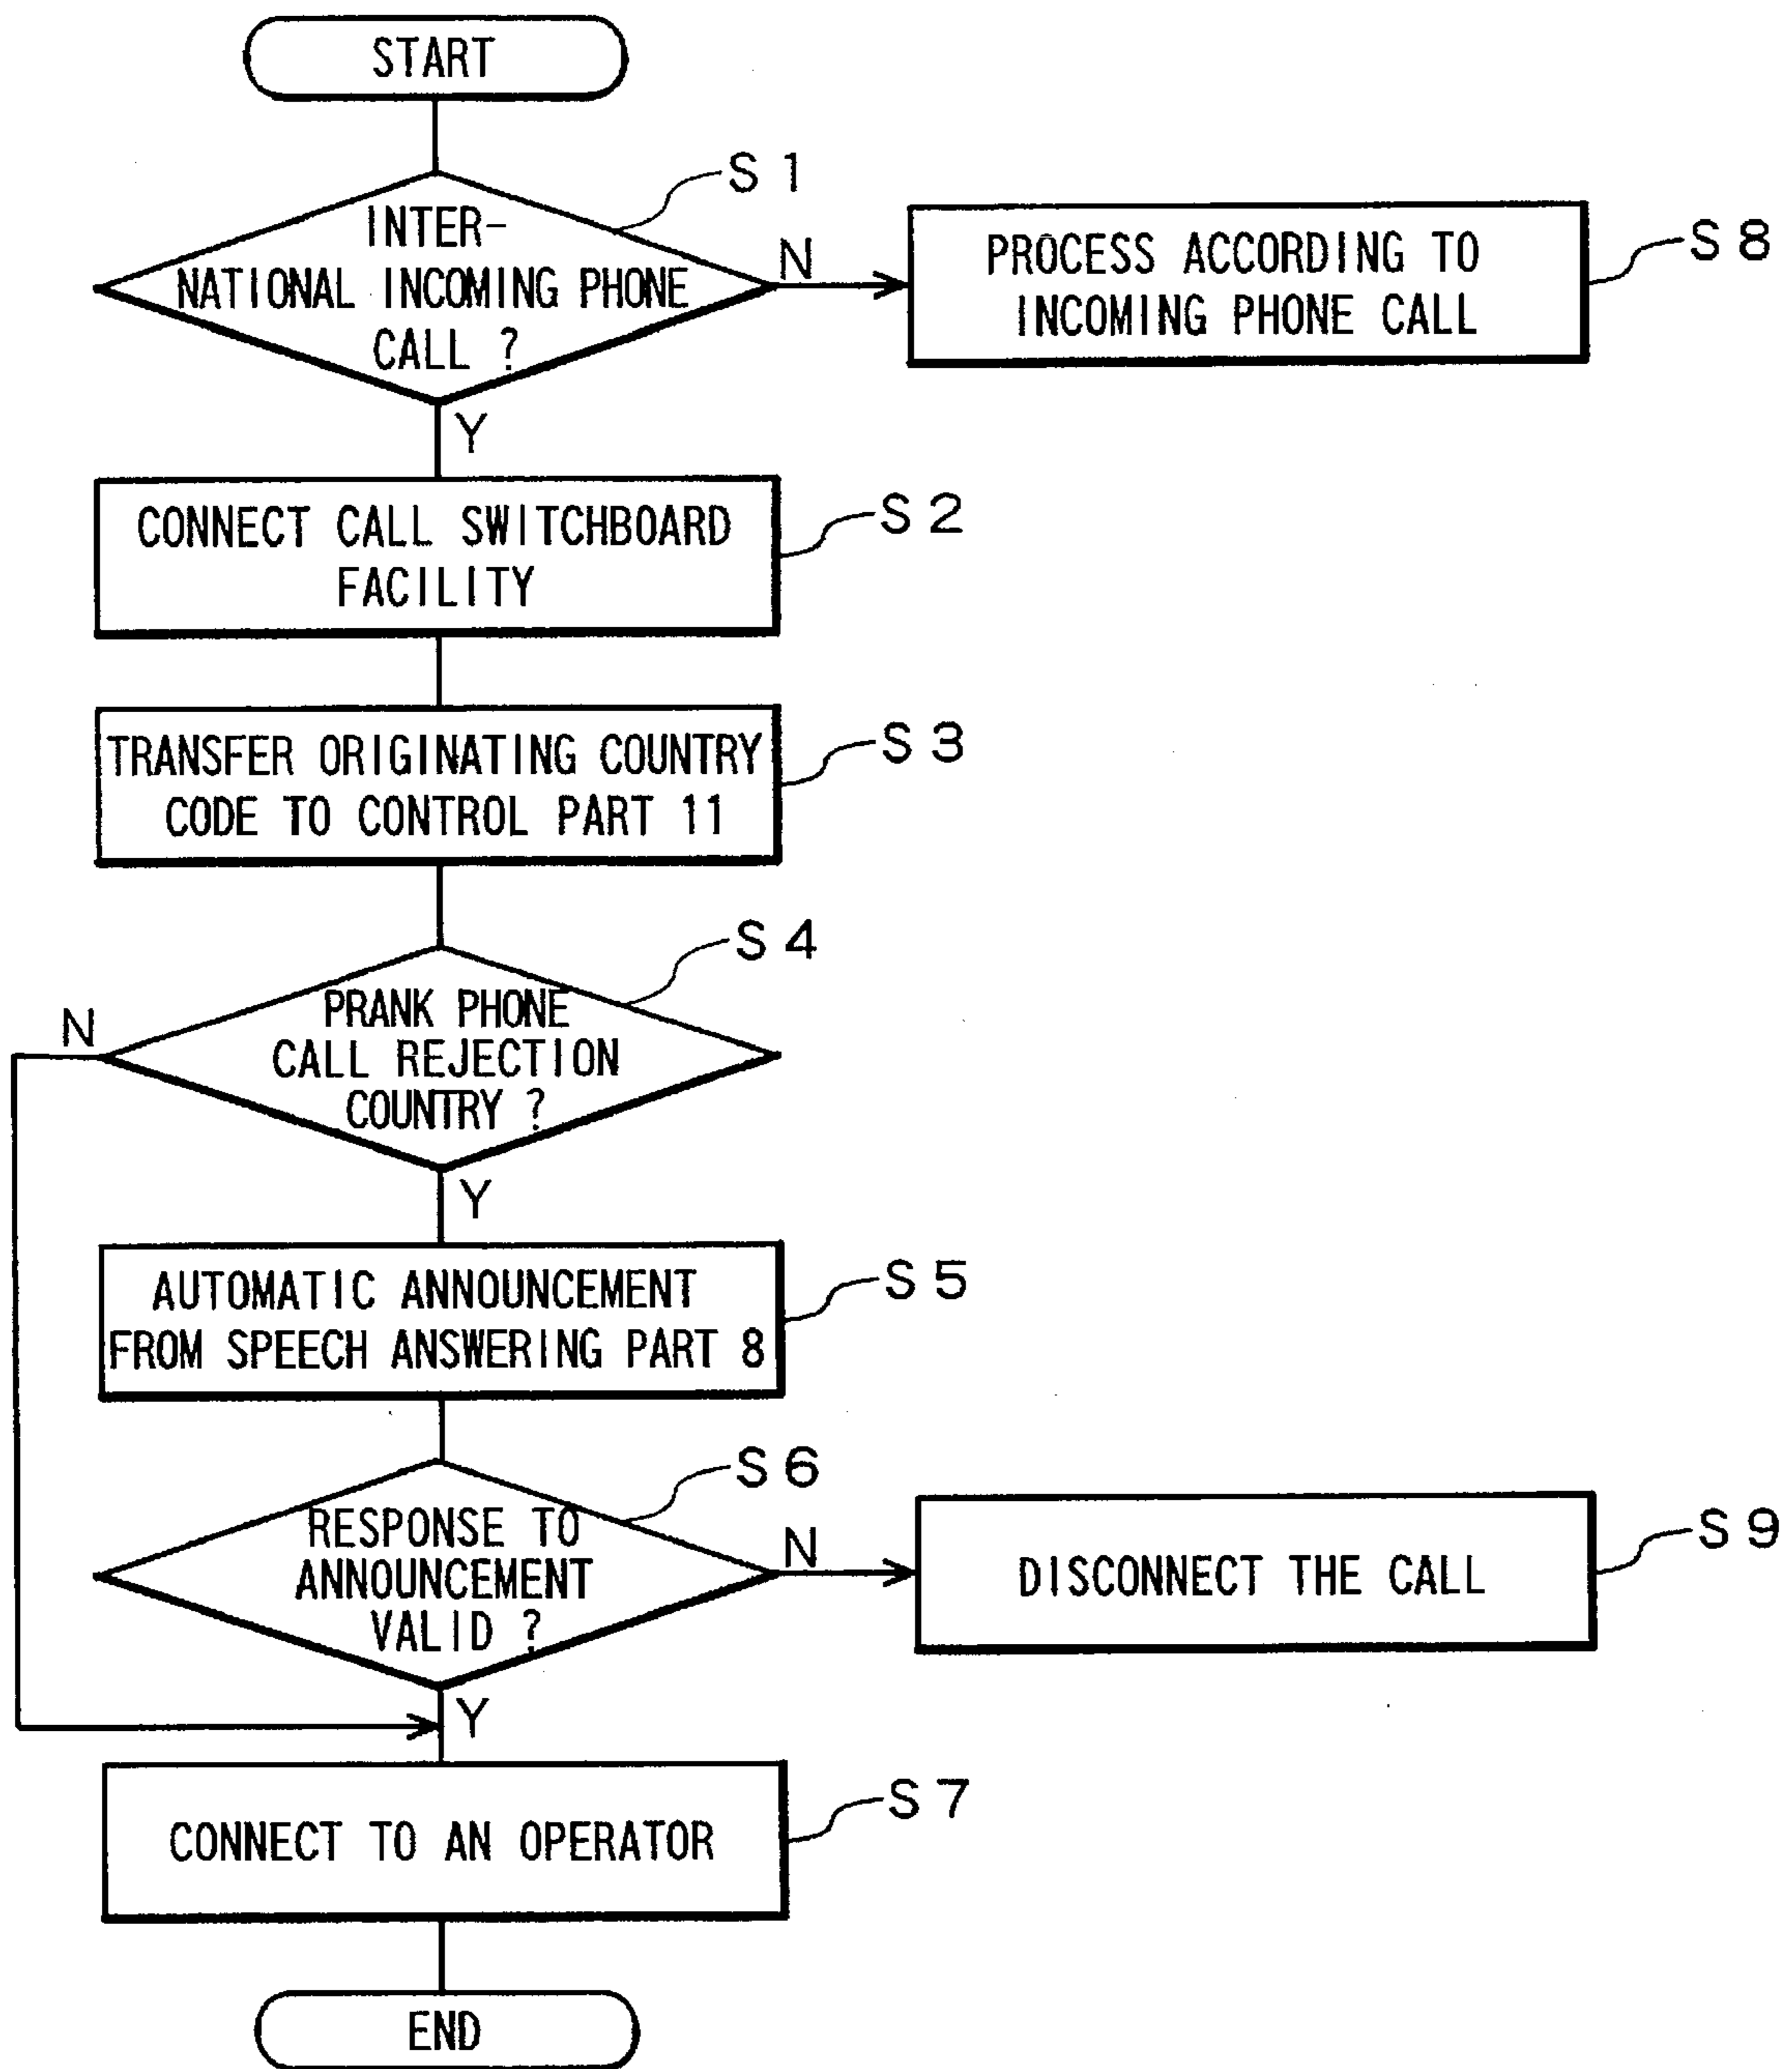 START
S1
INTER-
NATIONAL INCOMING PHONE
CALL ?
N
PROCESS ACCORDING TO
INCOMING PHONE CALL
S8
Y
CONNECT CALL SWITCHBOARD
FACILITY
S2
TRANSFER ORIGINATING COUNTRY
CODE TO CONTROL PART 11
S3
S4
PRANK PHONE
CALL REJECTION
COUNTRY ?
N
Y
AUTOMATIC ANNOUNCEMENT
FROM SPEECH ANSWERING PART 8
S5
S6
RESPONSE TO
ANNOUNCEMENT
VALID ?
N
DISCONNECT THE CALL
S9
Y
CONNECT TO AN OPERATOR
S7
END